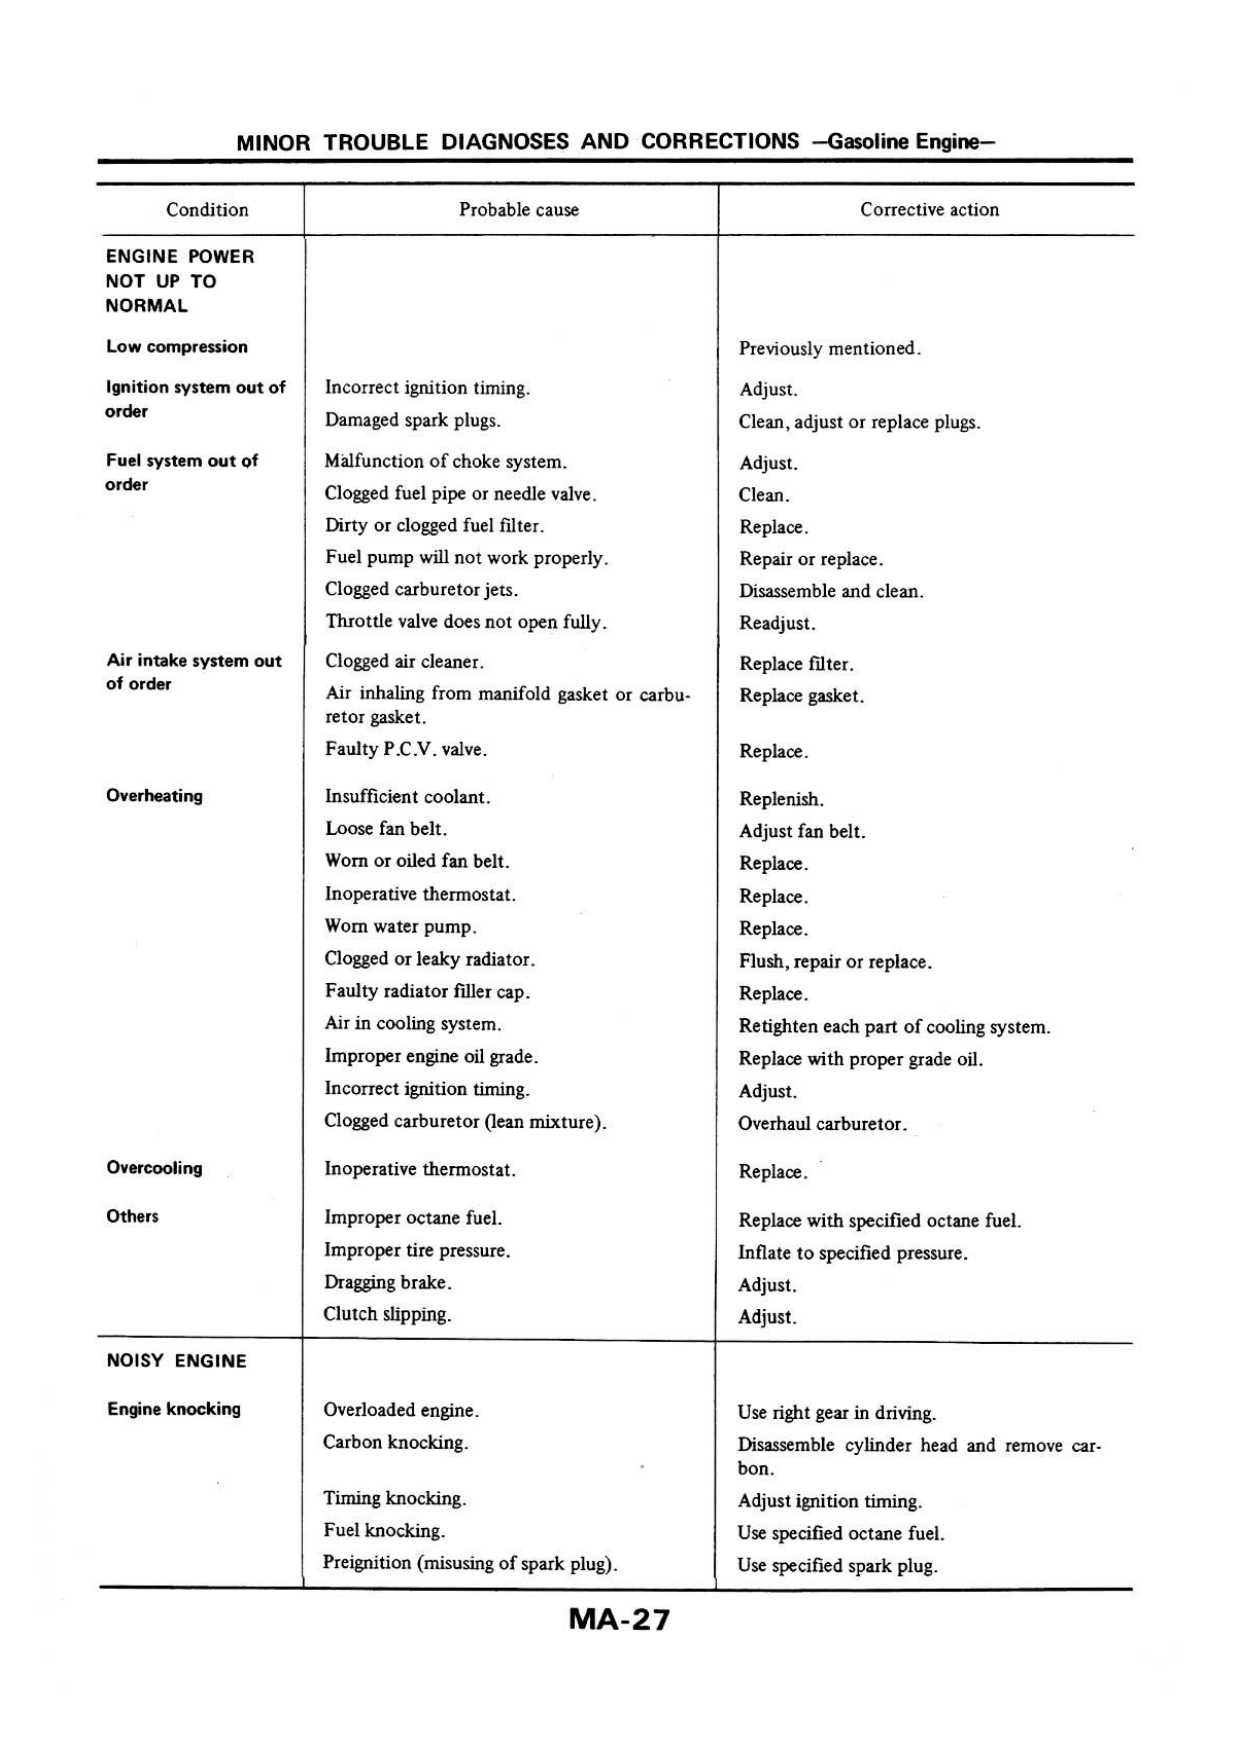 MINOR TROUBLE DIAGNOSES AND CORRECTIONS —Gasoline Engine—
Condition Probable cause Corrective action
ENGINE POWER
NOT UP TO
NORMAL
Low compression Previously mentioned.
Ignition system out of Incorrect ignition timing. Adjust.
order
Damaged spark plugs. Clean, adjust or replace plugs.
Fuel system out of Malfunction of choke system. Adjust.
order
Clogged fuel pipe or needle valve. Clean.
Dirty or clogged fuel filter. Replace.
Fuel pump will not work properly. Repair or replace.
Clogged carburetor jets. Disassemble and clean.
Throttle valve does not open fully. Readjust.
Air intake system out Clogged air cleaner. Replace filter.
of order
Air inhaling from manifold gasket or carbu- Replace gasket.
retor gasket.
Faulty P.C.V. valve. Replace.
Overheating Insufficient coolant. Replenish.
Loose fan belt. Adjust fan belt.
Worn or oiled fan belt. Replace.
Inoperative thermostat. Replace.
Worn water pump. Replace.
Clogged or leaky radiator. Flush, repair or replace.
Faulty radiator filler cap. Replace.
Air in cooling system. Retighten each part of cooling system.
Improper engine oil grade. Replace with proper grade oil.
Incorrect ignition timing. Adjust.
Clogged carburetor (lean mixture). Overhaul carburetor.
Overcooling Inoperative thermostat. Replace.
Others Improper octane fuel. Replace with specified octane fuel.
Improper tire pressure. Inflate to specified pressure.
Dragging brake. Adjust.
Clutch slipping. Adjust.
NOISY ENGINE
Engine knocking Overloaded engine. Use right gear in driving.
Carbon knocking. Disassemble cylinder head and remove car-
bon.
Timing knocking. Adjust ignition timing.
Fuel knocking. Use specified octane fuel.
Preignition (misusing of spark plug). Use specified spark plug.
MA-27